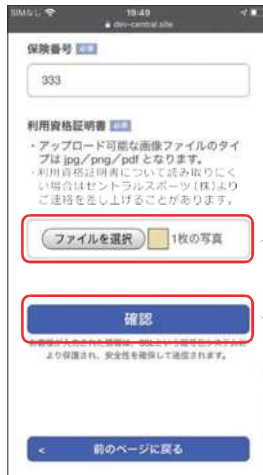 SIMなし 19:49
dev-central.site
保険番号 必須
333
利用資格証明書 必須
・アップロード可能な画像ファイルのタイ
プは jpg／png／pdf となります。
・利用資格証明書について読み取りにく
い場合はセントラルスポーツ(株)より
ご連絡を差し上げることがあります。
ファイルを選択 1枚の写真
確認
より保護され、安全性を確保して送信されます。
< 前のページに戻る